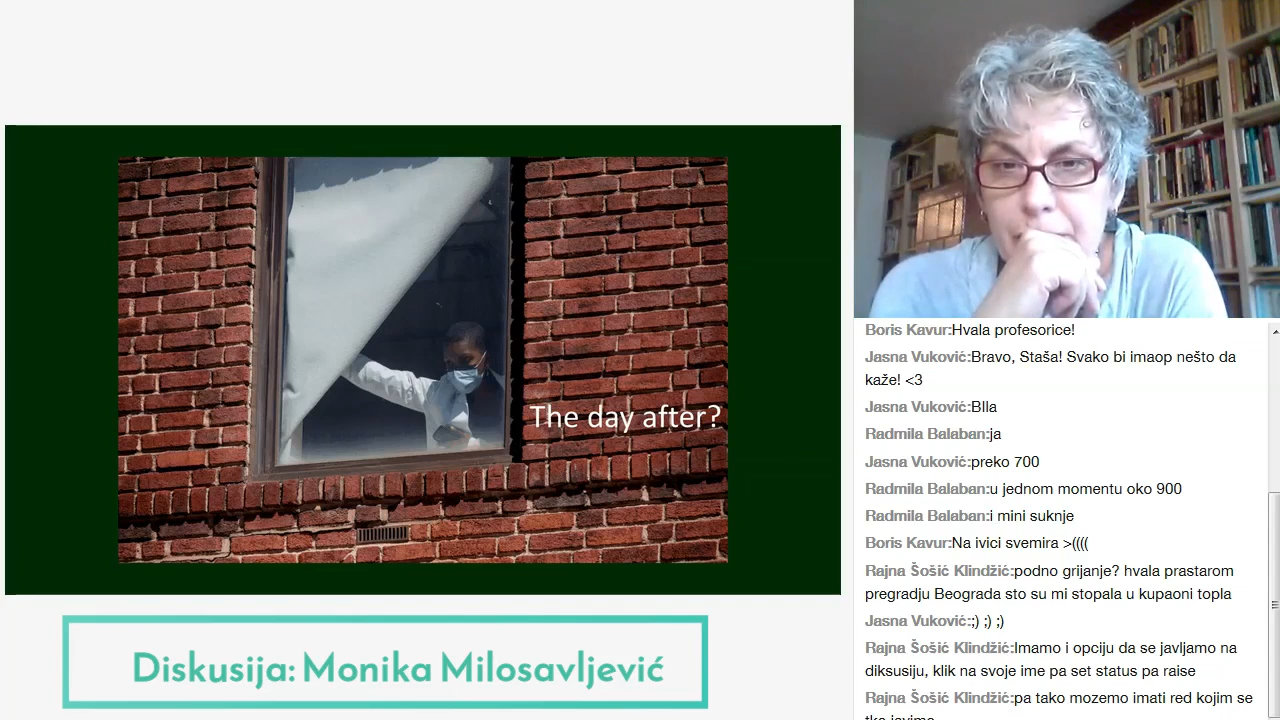 The day after?
Diskusija: Monika Milosavljević
Boris Kavur:Hvala profesorice!
Jasna Vuković:Bravo, Staša! Svako bi imaop nešto da
kaže! <3
Jasna Vuković:BIla
Radmila Balaban:ja
Jasna Vuković:preko 700
Radmila Balaban:u jednom momentu oko 900
Radmila Balaban:i mini suknje
Boris Kavur:Na ivici svemira >((((
Rajna Šošić Klindžić:podno grijanje? hvala prastarom
pregradju Beograda sto su mi stopala u kupaoni topla
Jasna Vuković:;) ;) ;)
Rajna Šošić Klindžić:Imamo i opciju da se javljamo na
diksusiju, klik na svoje ime pa set status pa raise
Rajna Šošić Klindžić:pa tako mozemo imati red kojim se
tko javimo